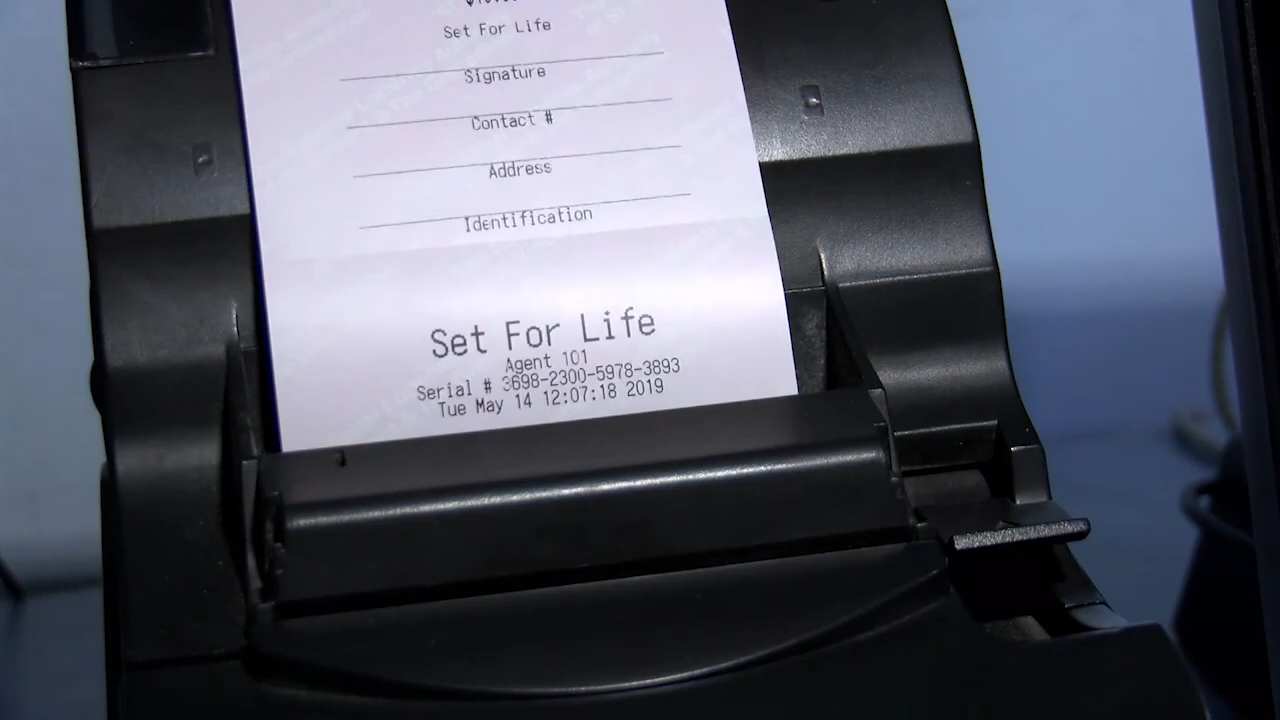 Set For Life
Signature
Contact #
Address
Identification
Set For Life
Agent 101
Serial # 3698-2300-5978-3893
Tue May 14 12:07:18 2019